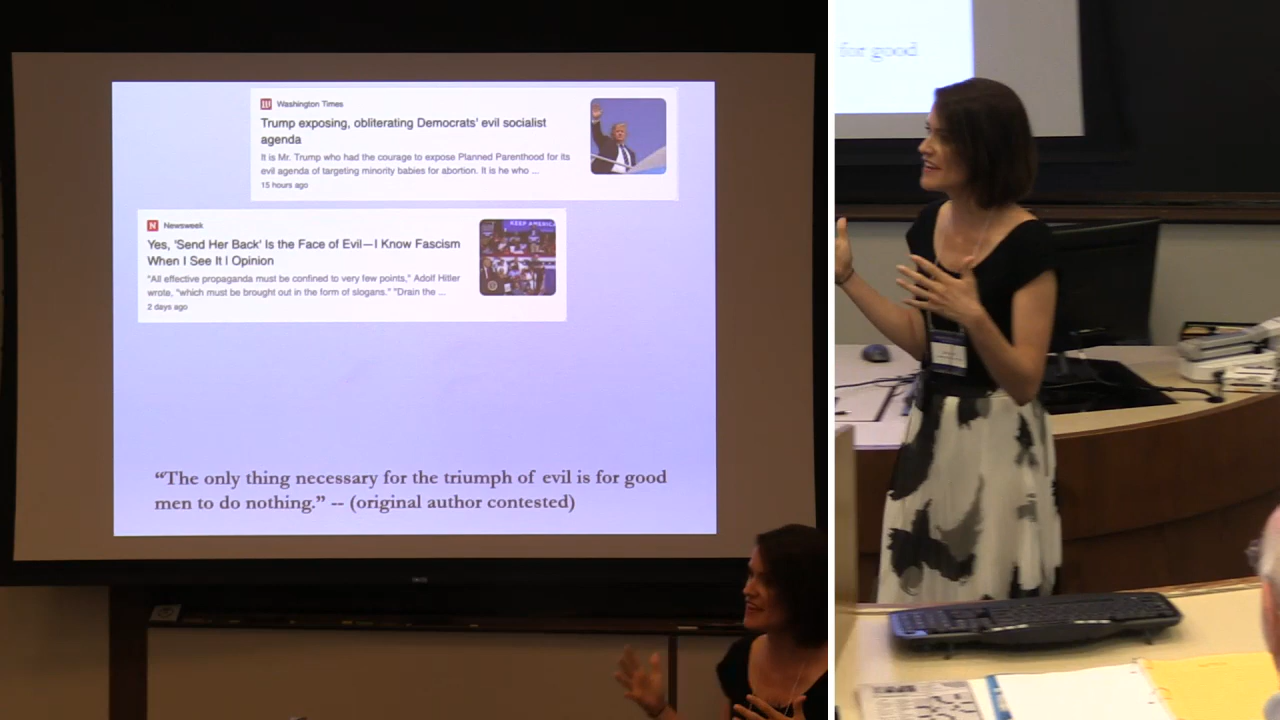 Washington Times
Trump exposing, obliterating Democrats' evil socialist
agenda
It is Mr. Trump who had the courage to expose Planned Parenthood for its
evil agenda of targeting minority babies for abortion. It is he who ...
15 hours ago
N Newsweek
KEEP AMERICA
Yes, 'Send Her Back' Is the Face of Evil—I Know Fascism
When I See It | Opinion
"All effective propaganda must be confined to very few points," Adolf Hitler
wrote, "which must be brought out in the form of slogans." "Drain the ...
2 days ago
“The only thing necessary for the triumph of evil is for good
men to do nothing.” -- (original author contested)
for good